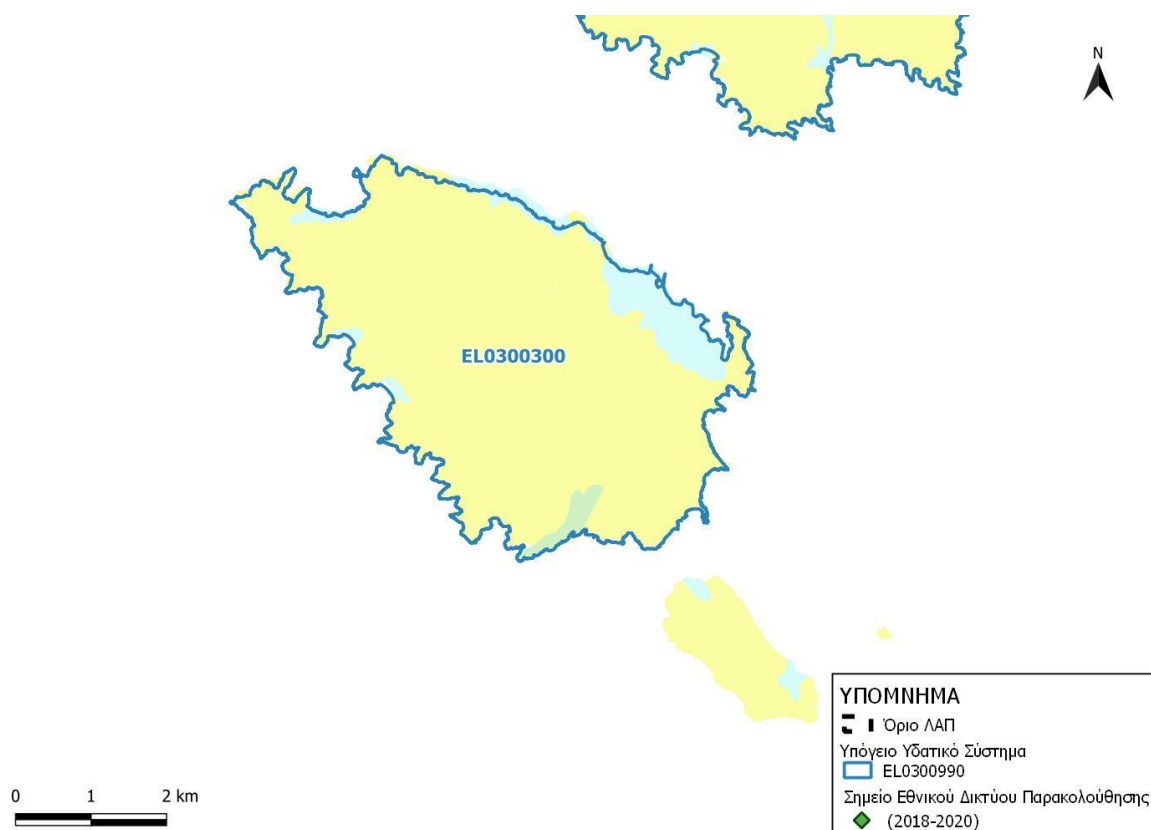 N
EL0300300
ΥΠΟΜΝΗΜΑ
Όριο ΛΑΠ
Υπόγειο Υδατικό Σύστημα
EL0300990
Σημείο Εθνικού Δικτύου Παρακολούθησης
(2018-2020)
0 1 2 km